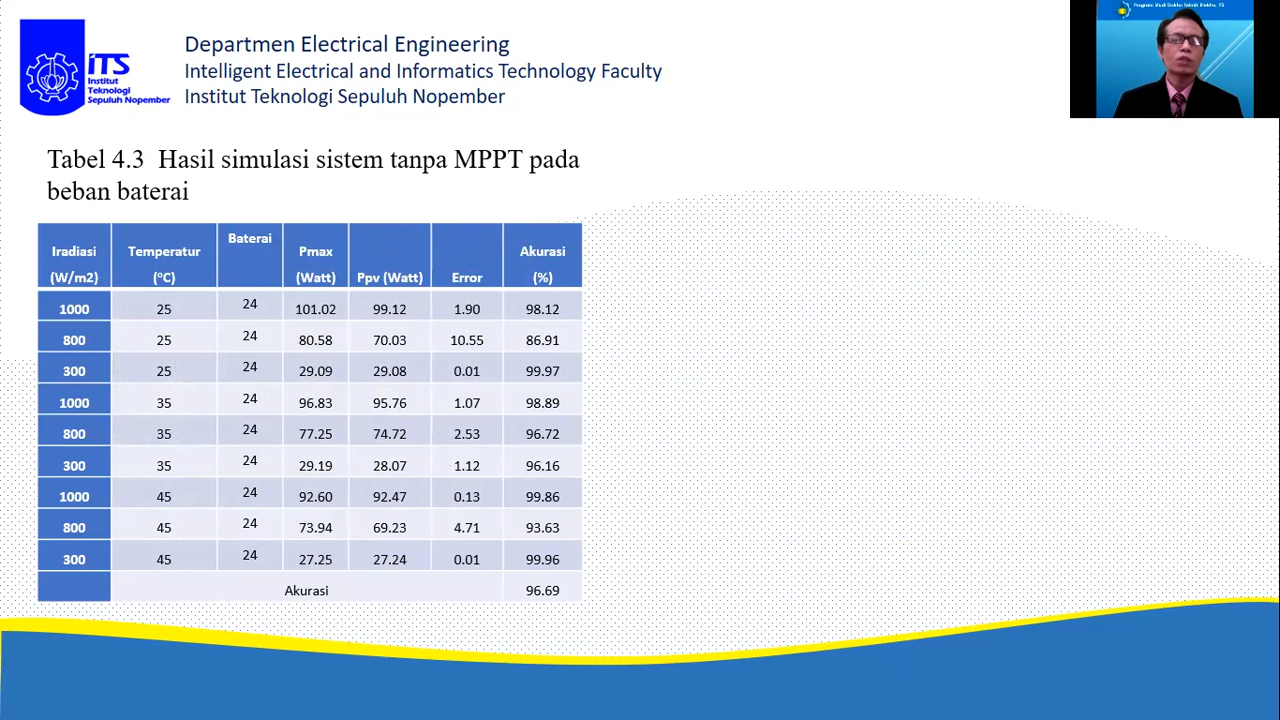 iTS
Institut
Teknologi
Sepuluh Nopember
Departmen Electrical Engineering
Intelligent Electrical and Informatics Technology Faculty
Institut Teknologi Sepuluh Nopember
Program Studi Doktor Teknik Elektro, ITS
Tabel 4.3 Hasil simulasi sistem tanpa MPPT pada
beban baterai
Iradiasi (W/m2) Temperatur (°C) Baterai Pmax (Watt) Ppv (Watt) Error Akurasi (%)
1000 25 24 101.02 99.12 1.90 98.12
800 25 24 80.58 70.03 10.55 86.91
300 25 24 29.09 29.08 0.01 99.97
1000 35 24 96.83 95.76 1.07 98.89
800 35 24 77.25 74.72 2.53 96.72
300 35 24 29.19 28.07 1.12 96.16
1000 45 24 92.60 92.47 0.13 99.86
800 45 24 73.94 69.23 4.71 93.63
300 45 24 27.25 27.24 0.01 99.96
Akurasi 96.69